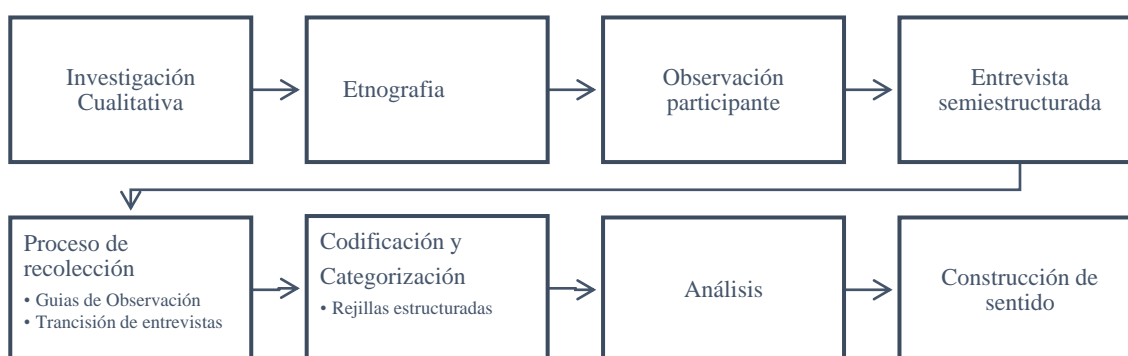 Investigación
Cualitativa
Etnografia
Observación
participante
Entrevista
semiestructurada
Proceso de
recolección
• Guias de Observación
• Trancisión de entrevistas
Codificación y
Categorización
• Rejillas estructuradas
Análisis
Construcción de
sentido